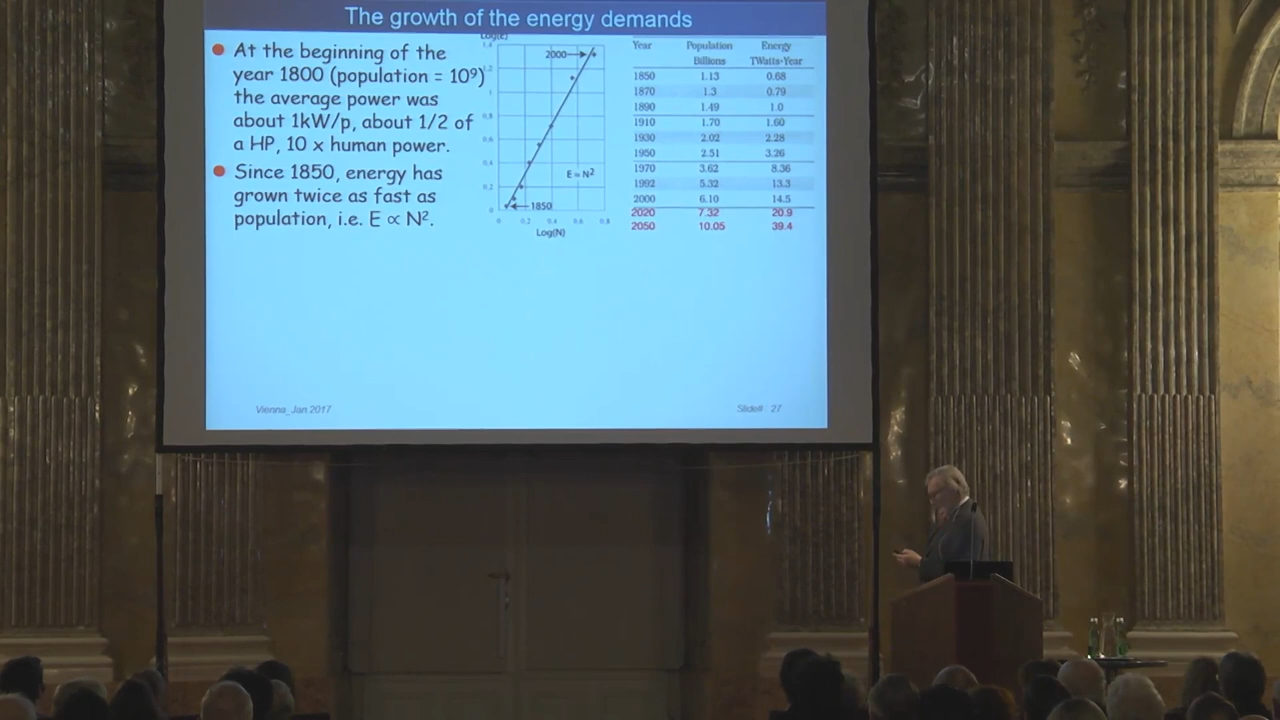 The growth of the energy demands
At the beginning of the
year 1800 (population = 10⁹)
the average power was
about 1kW/p, about 1/2 of
a HP, 10 x human power.
Since 1850, energy has
grown twice as fast as
population, i.e. E ∝ N².
Log(E)
1.4
1.2
1
0.8
0.6
0.4
0.2
0
2000
E = N²
1850
0 0.2 0.4 0.6 0.8
Log(N)
Year Population Energy
Billions TWatts-Year
1850 1.13 0.68
1870 1.3 0.79
1890 1.49 1.0
1910 1.70 1.60
1930 2.02 2.28
1950 2.51 3.26
1970 3.62 8.36
1992 5.32 13.3
2000 6.10 14.5
2020 7.32 20.9
2050 10.05 39.4
Vienna_Jan 2017
Slide# 27